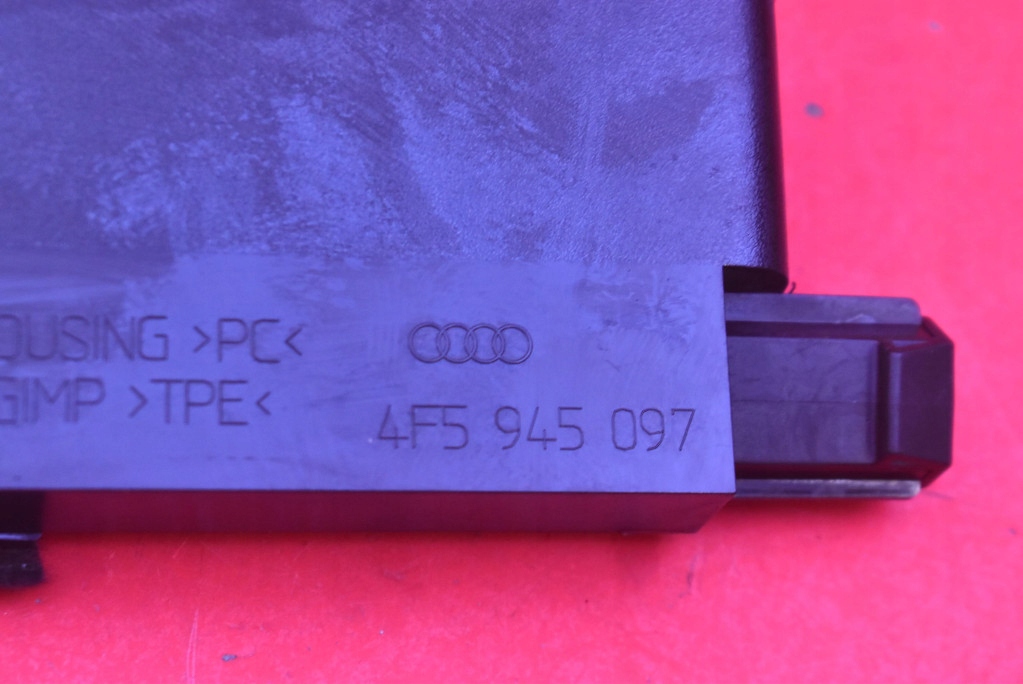 OUSING >PC<
GIMP >TPE<
4F5 945 097